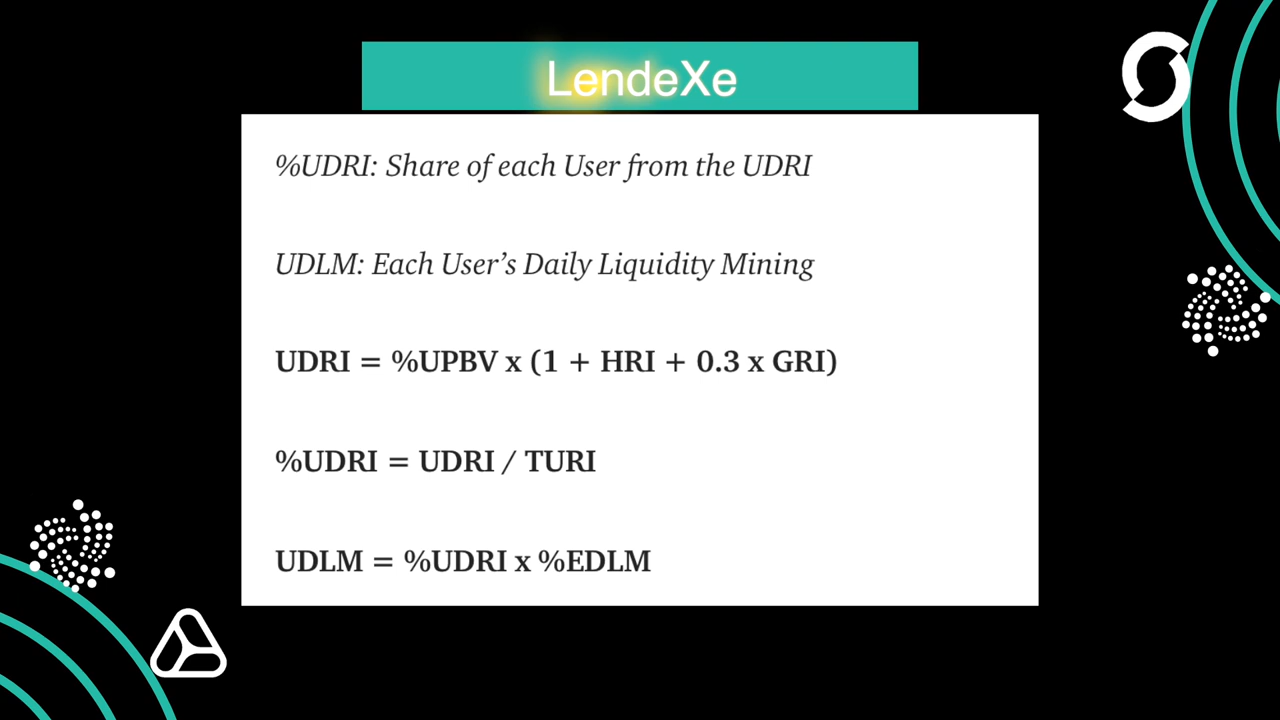 LendeXe
%UDRI: Share of each User from the UDRI
UDLM: Each User’s Daily Liquidity Mining
UDRI = %UPBV x (1 + HRI + 0.3 x GRI)
%UDRI = UDRI / TURI
UDLM = %UDRI x %EDLM